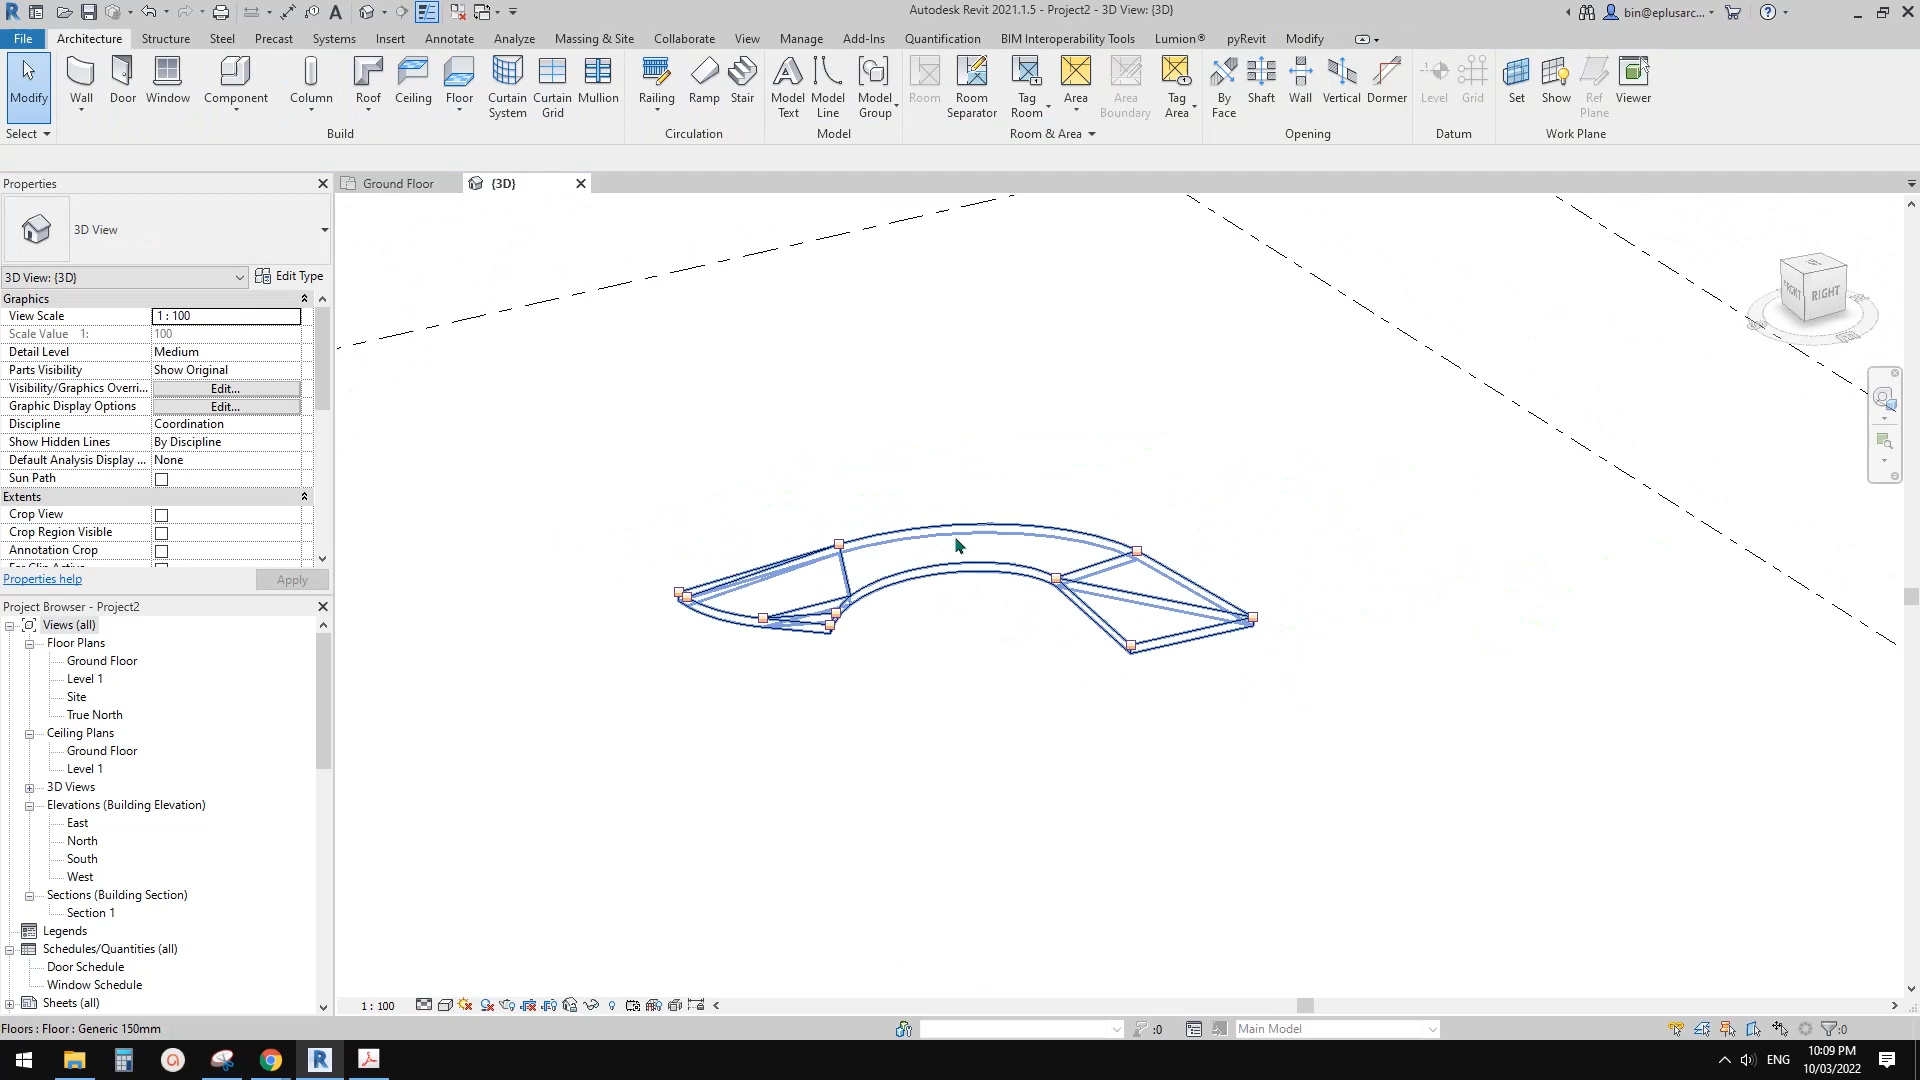 Autodesk Revit 2021.1.5 - Project2 - 3D View: {3D}
bin@eplusarc...
File Architecture Structure Steel Precast Systems Insert Annotate Analyze Massing & Site Collaborate View Manage Add-Ins Quantification BIM Interoperability Tools Lumion® pyRevit Modify
Modify Wall Door Window Component Column Roof Ceiling Floor Curtain System Curtain Grid Mullion Railing Ramp Stair Model Text Model Line Model Group Room Room Separator Tag Room Area Area Boundary Tag Area By Face Shaft Wall Vertical Dormer Level Grid Set Show Ref Plane Viewer
Select Build Circulation Model Room & Area Opening Datum Work Plane
Properties
Ground Floor
{3D}
3D View
3D View: {3D}
Edit Type
Graphics
View Scale 1 : 100
Scale Value 1: 100
Detail Level Medium
Parts Visibility Show Original
Visibility/Graphics Overri... Edit...
Graphic Display Options Edit...
Discipline Coordination
Show Hidden Lines By Discipline
Default Analysis Display ... None
Sun Path
Extents
Crop View
Crop Region Visible
Annotation Crop
Properties help
Apply
FRONT
RIGHT
Project Browser - Project2
Views (all)
Floor Plans
Ground Floor
Level 1
Site
True North
Ceiling Plans
Ground Floor
Level 1
3D Views
Elevations (Building Elevation)
East
North
South
West
Sections (Building Section)
Section 1
Legends
Schedules/Quantities (all)
Door Schedule
Window Schedule
Sheets (all)
1 : 100
Floors : Floor : Generic 150mm
:0
Main Model
:0
ENG
10:09 PM
10/03/2022